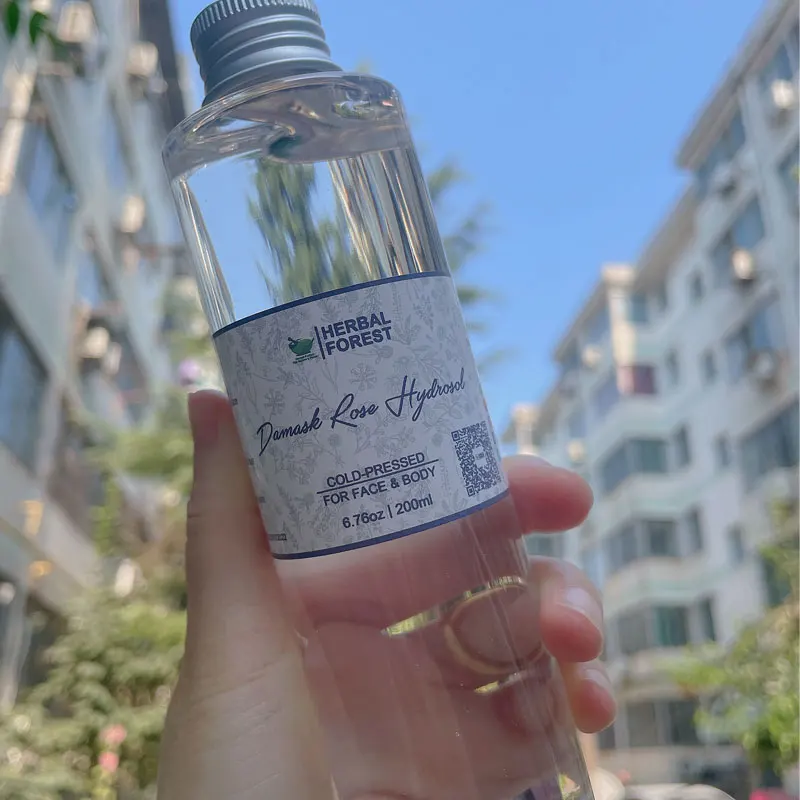 HERBAL
FOREST
Damask Rose Hydrosol
COLD-PRESSED
FOR FACE & BODY
6.76oz | 200ml